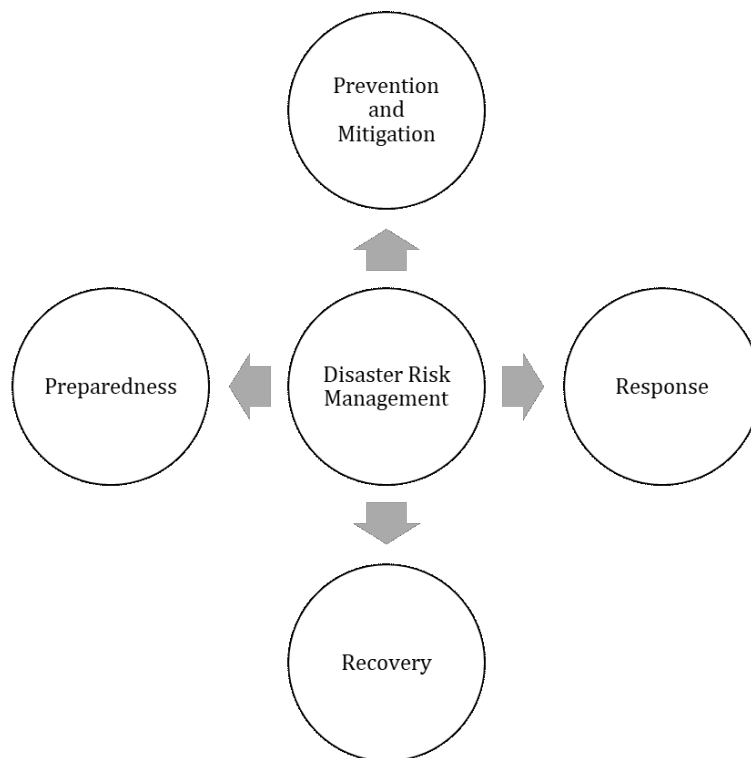 Prevention
and
Mitigation
Preparedness
Disaster Risk
Management
Response
Recovery